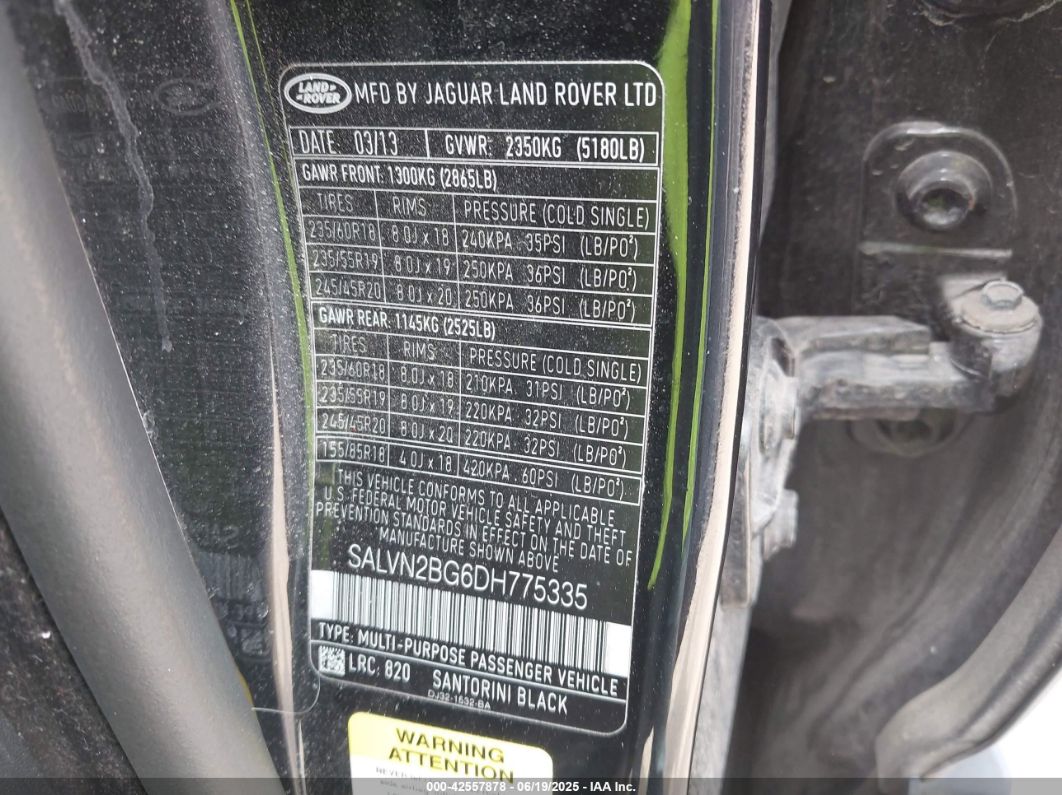 LAND ROVER MFD BY JAGUAR LAND ROVER LTD
DATE: 03/13 GVWR: 2350KG (5180LB)
GAWR FRONT: 1300KG (2865LB)
TIRES RIMS PRESSURE (COLD SINGLE)
235/60R18 8.0J x 18 240KPA. 35PSI (LB/PO²)
235/55R19 8.0J x 19 250KPA. 36PSI (LB/PO²)
245/45R20 8.0J x 20 250KPA. 36PSI (LB/PO²)
GAWR REAR: 1145KG (2525LB)
TIRES RIMS PRESSURE (COLD SINGLE)
235/60R18 8.0J x 18 210KPA. 31PSI (LB/PO²)
235/55R19 8.0J x 19 220KPA. 32PSI (LB/PO²)
245/45R20 8.0J x 20 220KPA. 32PSI (LB/PO²)
155/85R18 4.0J x 18 420KPA. 60PSI (LB/PO²)
THIS VEHICLE CONFORMS TO ALL APPLICABLE
U.S. FEDERAL MOTOR VEHICLE SAFETY AND THEFT
PREVENTION STANDARDS IN EFFECT ON THE DATE OF
MANUFACTURE SHOWN ABOVE
SALVN2BG6DH775335
TYPE: MULTI-PURPOSE PASSENGER VEHICLE
LRC: 820 SANTORINI BLACK
DJ32-1532-BA
WARNING
ATTENTION
000-42557878 - 06/19/2025 - IAA Inc.